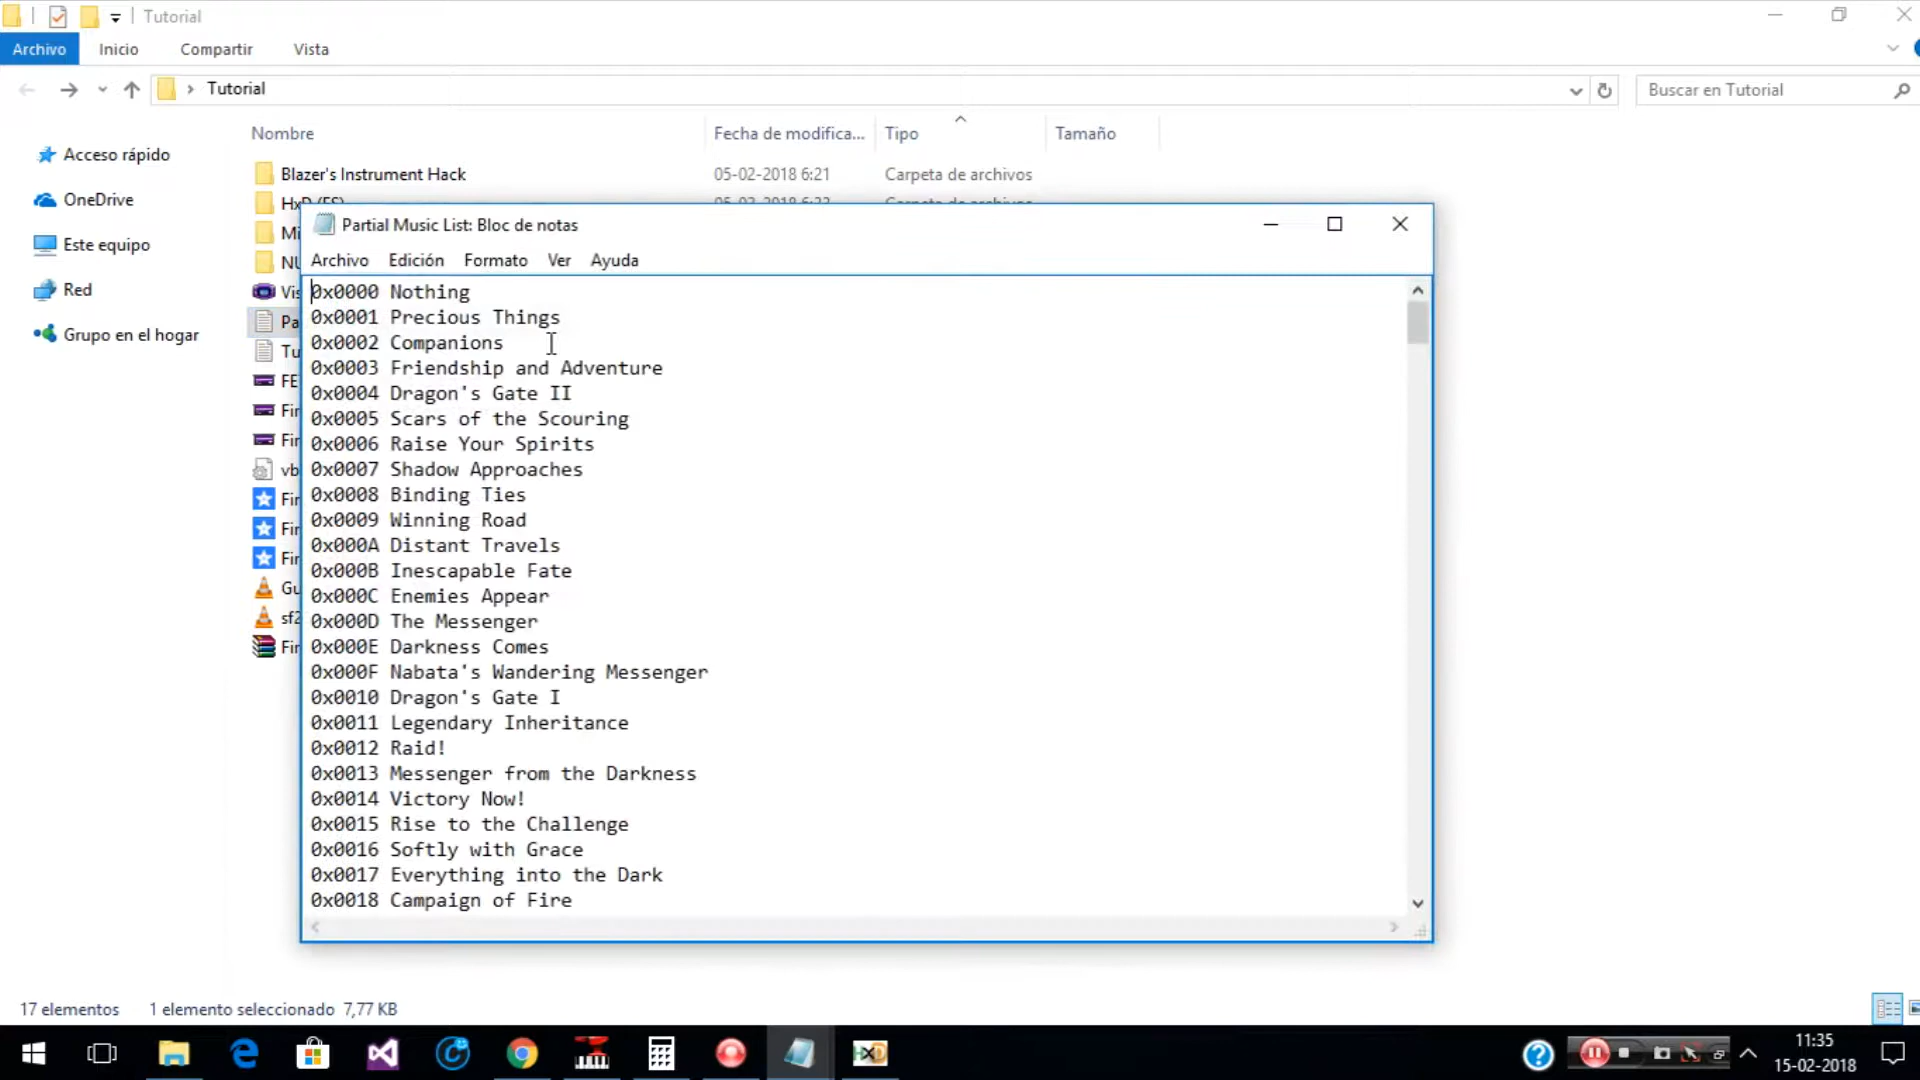 Tutorial
Archivo Inicio Compartir Vista
Tutorial
Buscar en Tutorial
Nombre Fecha de modifica... Tipo Tamaño
Acceso rápido
OneDrive
Este equipo
Red
Grupo en el hogar
Blazer's Instrument Hack 05-02-2018 6:21 Carpeta de archivos
Partial Music List: Bloc de notas
Archivo Edición Formato Ver Ayuda
0x0000 Nothing
0x0001 Precious Things
0x0002 Companions
0x0003 Friendship and Adventure
0x0004 Dragon's Gate II
0x0005 Scars of the Scouring
0x0006 Raise Your Spirits
0x0007 Shadow Approaches
0x0008 Binding Ties
0x0009 Winning Road
0x000A Distant Travels
0x000B Inescapable Fate
0x000C Enemies Appear
0x000D The Messenger
0x000E Darkness Comes
0x000F Nabata's Wandering Messenger
0x0010 Dragon's Gate I
0x0011 Legendary Inheritance
0x0012 Raid!
0x0013 Messenger from the Darkness
0x0014 Victory Now!
0x0015 Rise to the Challenge
0x0016 Softly with Grace
0x0017 Everything into the Dark
0x0018 Campaign of Fire
17 elementos 1 elemento seleccionado 7,77 KB
11:35
15-02-2018